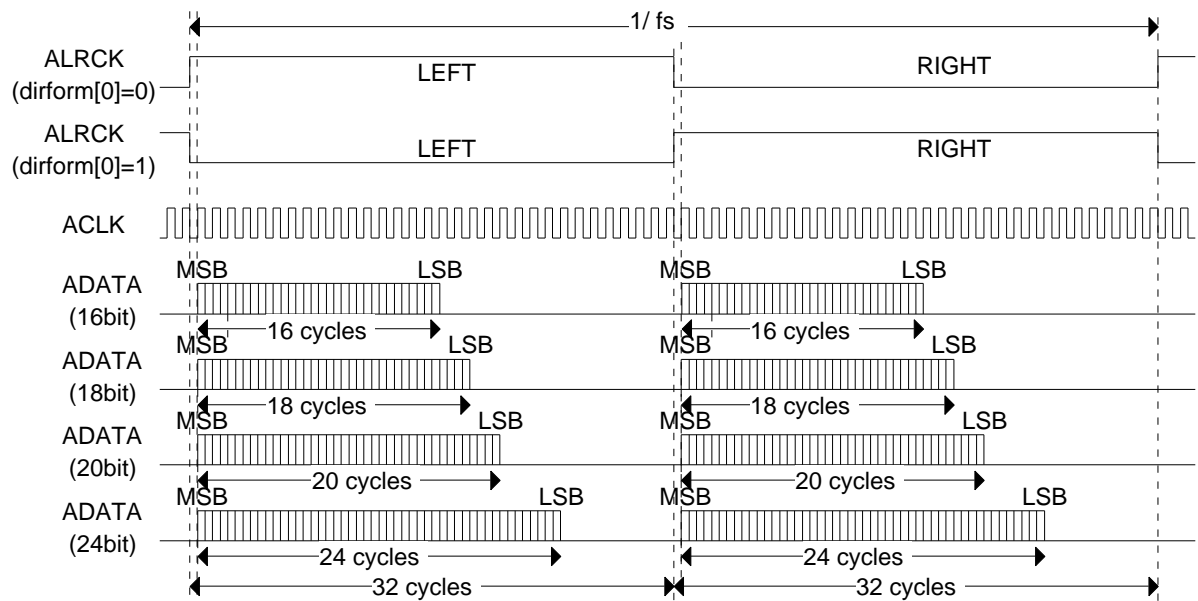 1/ fs
ALRCK
(dirform[0]=0)
LEFT
RIGHT
ALRCK
(dirform[0]=1)
LEFT
RIGHT
ACLK
MSB
LSB
MSB
LSB
ADATA
(16bit)
16 cycles
16 cycles
MSB
LSB
MSB
LSB
ADATA
(18bit)
18 cycles
18 cycles
MSB
LSB
MSB
LSB
ADATA
(20bit)
20 cycles
20 cycles
MSB
LSB
MSB
LSB
ADATA
(24bit)
24 cycles
24 cycles
32 cycles
32 cycles